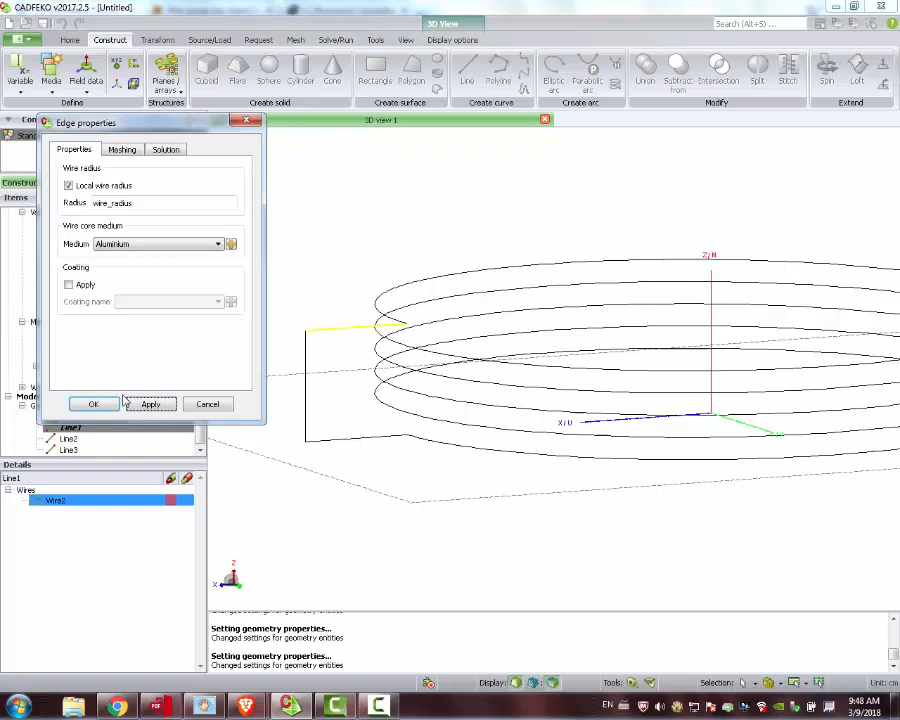 CADFEKO v2017.2.5 - [Untitled]
3D View
Search (Alt+S) ...
Home Construct Transform Source/Load Request Mesh Solve/Run Tools View Display options
Variable Media Field data Planes / arrays Cuboid Flare Sphere Cylinder Cone Rectangle Polygon Line Polyline Elliptic arc Parabolic arc Union Subtract from Intersection Split Stitch Spin Loft
Define Structures Create solid Create surface Create curve Create arc Modify Extend
3D view 1
Edge properties
Properties Meshing Solution
Wire radius
Local wire radius
Radius wire_radius
Wire core medium
Medium Aluminium
Coating
Apply
Coating name
OK Apply Cancel
Items
Line1
Line2
Line3
Details
Line1
Wires
Wire2
Z/N
X/U
Z
X
Setting geometry properties...
Changed settings for geometry entities
Setting geometry properties...
Changed settings for geometry entities
Display: Tools: Selection: Unit: cm
EN
9:48 AM
3/9/2018